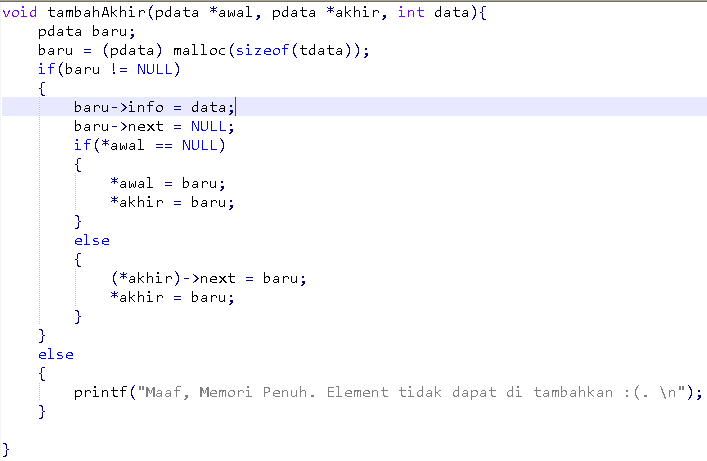 void tambahAkhir(pdata *awal, pdata *akhir, int data){
    pdata baru;
    baru = (pdata) malloc(sizeof(tdata));
    if(baru != NULL)
    {
        baru->info = data;
        baru->next = NULL;
        if(*awal == NULL)
        {
            *awal = baru;
            *akhir = baru;
        }
        else
        {
            (*akhir)->next = baru;
            *akhir = baru;
        }
    }
    else
    {
        printf("Maaf, Memori Penuh. Element tidak dapat di tambahkan :(. \n");
    }

}